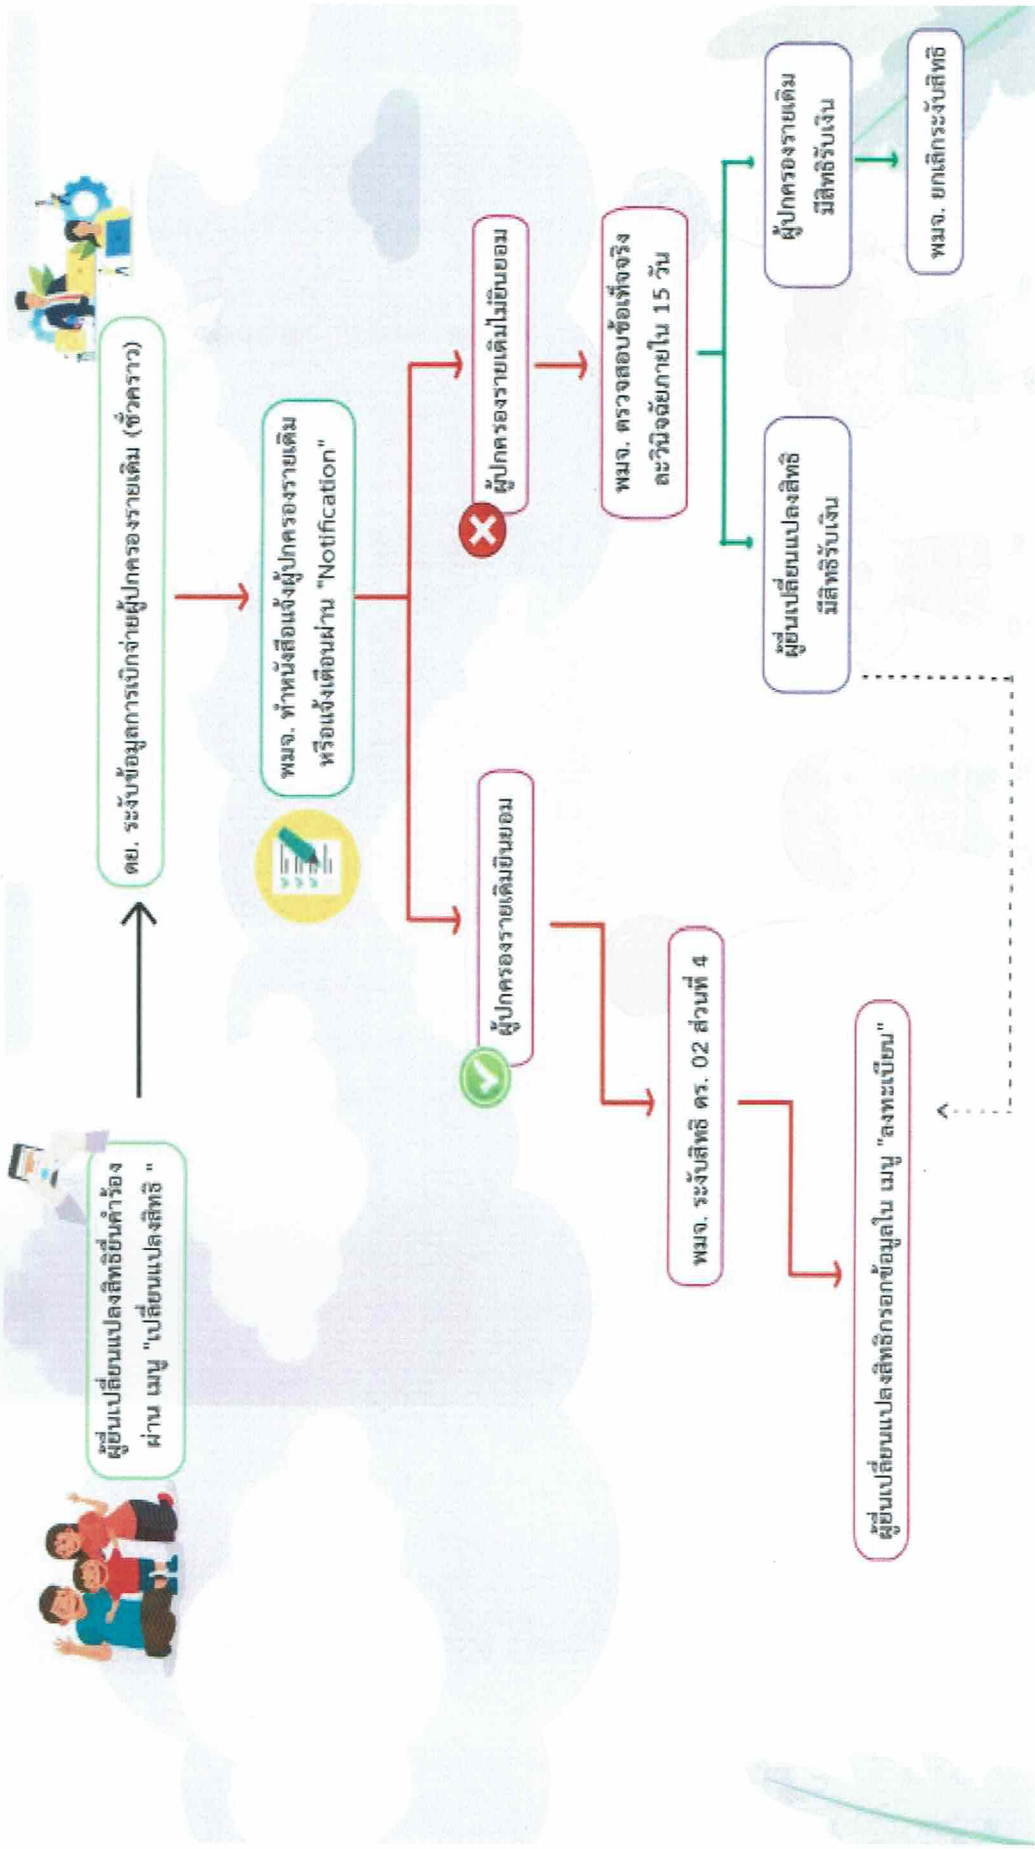 ผู้ยื่นเปลี่ยนแปลงสิทธิยื่นคำร้อง
ผ่าน เมนู "เปลี่ยนแปลงสิทธิ "
ดย. ระงับข้อมูลการเบิกจ่ายผู้ปกครองรายเดิม (ชั่วคราว)
พมจ. ทำหนังสือแจ้งผู้ปกครองรายเดิม
หรือแจ้งเตือนผ่าน "Notification"
ผู้ปกครองรายเดิมยินยอม
ผู้ปกครองรายเดิมไม่ยินยอม
พมจ. ระงับสิทธิ ดร. 02 ส่วนที่ 4
พมจ. ตรวจสอบข้อเท็จจริง
ละวินิจฉัยภายใน 15 วัน
ผู้ยื่นเปลี่ยนแปลงสิทธิ
มีสิทธิรับเงิน
ผู้ปกครองรายเดิม
มีสิทธิรับเงิน
ผู้ยื่นเปลี่ยนแปลงสิทธิกรอกข้อมูลใน เมนู "ลงทะเบียน"
พมจ. ยกเลิกระงับสิทธิ